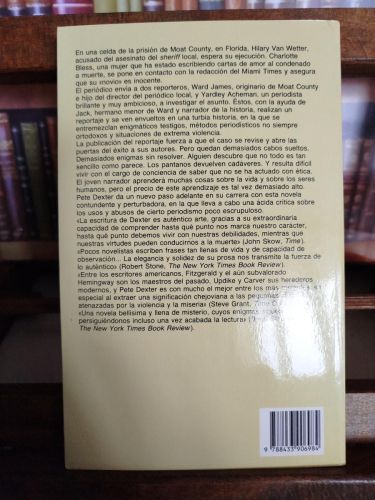 En una celda de la prisión de Moat County, en Florida, Hilary Van Wetter,
acusado del asesinato del sheriff local, espera su ejecución. Charlotte
Bless, una mujer que ha estado escribiendo cartas de amor al condenado
a muerte, se pone en contacto con la redacción del Miami Times y asegura
que su «novio» es inocente.
El periódico envía a dos reporteros, Ward James, originario de Moat County
e hijo del director del periódico local, y Yardley Acheman, un periodista
brillante y muy ambicioso, a investigar el asunto. Éstos, con la ayuda de
Jack, hermano menor de Ward y narrador de la historia, realizan un
reportaje y se ven envueltos en una turbia historia, en la que se
entremezclan enigmáticos testigos, métodos periodísticos no siempre
ortodoxos y situaciones de extrema violencia.
La publicación del reportaje fuerza a que el caso se revise y abre las
puertas del éxito a sus autores. Pero quedan demasiados cabos sueltos.
Demasiados enigmas sin resolver. Alguien descubre que no todo es tan
sencillo como parece. Los pantanos devuelven cadáveres. Y resulta difícil
vivir con el cargo de conciencia de saber que no se ha actuado con ética.
El joven narrador aprenderá muchas cosas sobre la vida y sobre los seres
humanos, pero el precio de este aprendizaje es tal vez demasiado alto.
Pete Dexter da un nuevo paso adelante en su carrera con esta novela
contundente y perturbadora, en la que lleva a cabo una ácida crítica sobre
los usos y abusos de cierto periodismo poco escrupuloso.
«La escritura de Dexter es auténtico arte, gracias a su extraordinaria
capacidad de comprender hasta qué punto nos marca nuestro carácter,
hasta qué punto debemos vivir con nuestras debilidades, mientras que
nuestras virtudes pueden conducirnos a la muerte» (John Skow, Time).
«Pocos novelistas escriben frases tan llenas de vida y de capacidad
de observación... La elegancia y solidez de su prosa nos transmite la fuerza de
lo auténtico» (Robert Stone, The New York Times Book Review).
«Entre los escritores americanos, Fitzgerald y el aún subvalorado
Hemingway son los maestros del pasado, Updike y Carver sus herederos
modernos, y Pete Dexter es con mucho el mejor entre los más
especial al extraer una significación chejoviana a las pequeñas
atenazadas por la violencia y la miseria» (Steve Grant, Time
«Una novela bellísima y llena de misterio, cuyos enigmas
persiguiéndonos incluso una vez acabada la lectura»
The New York Times Book Review).
9 788433 906984